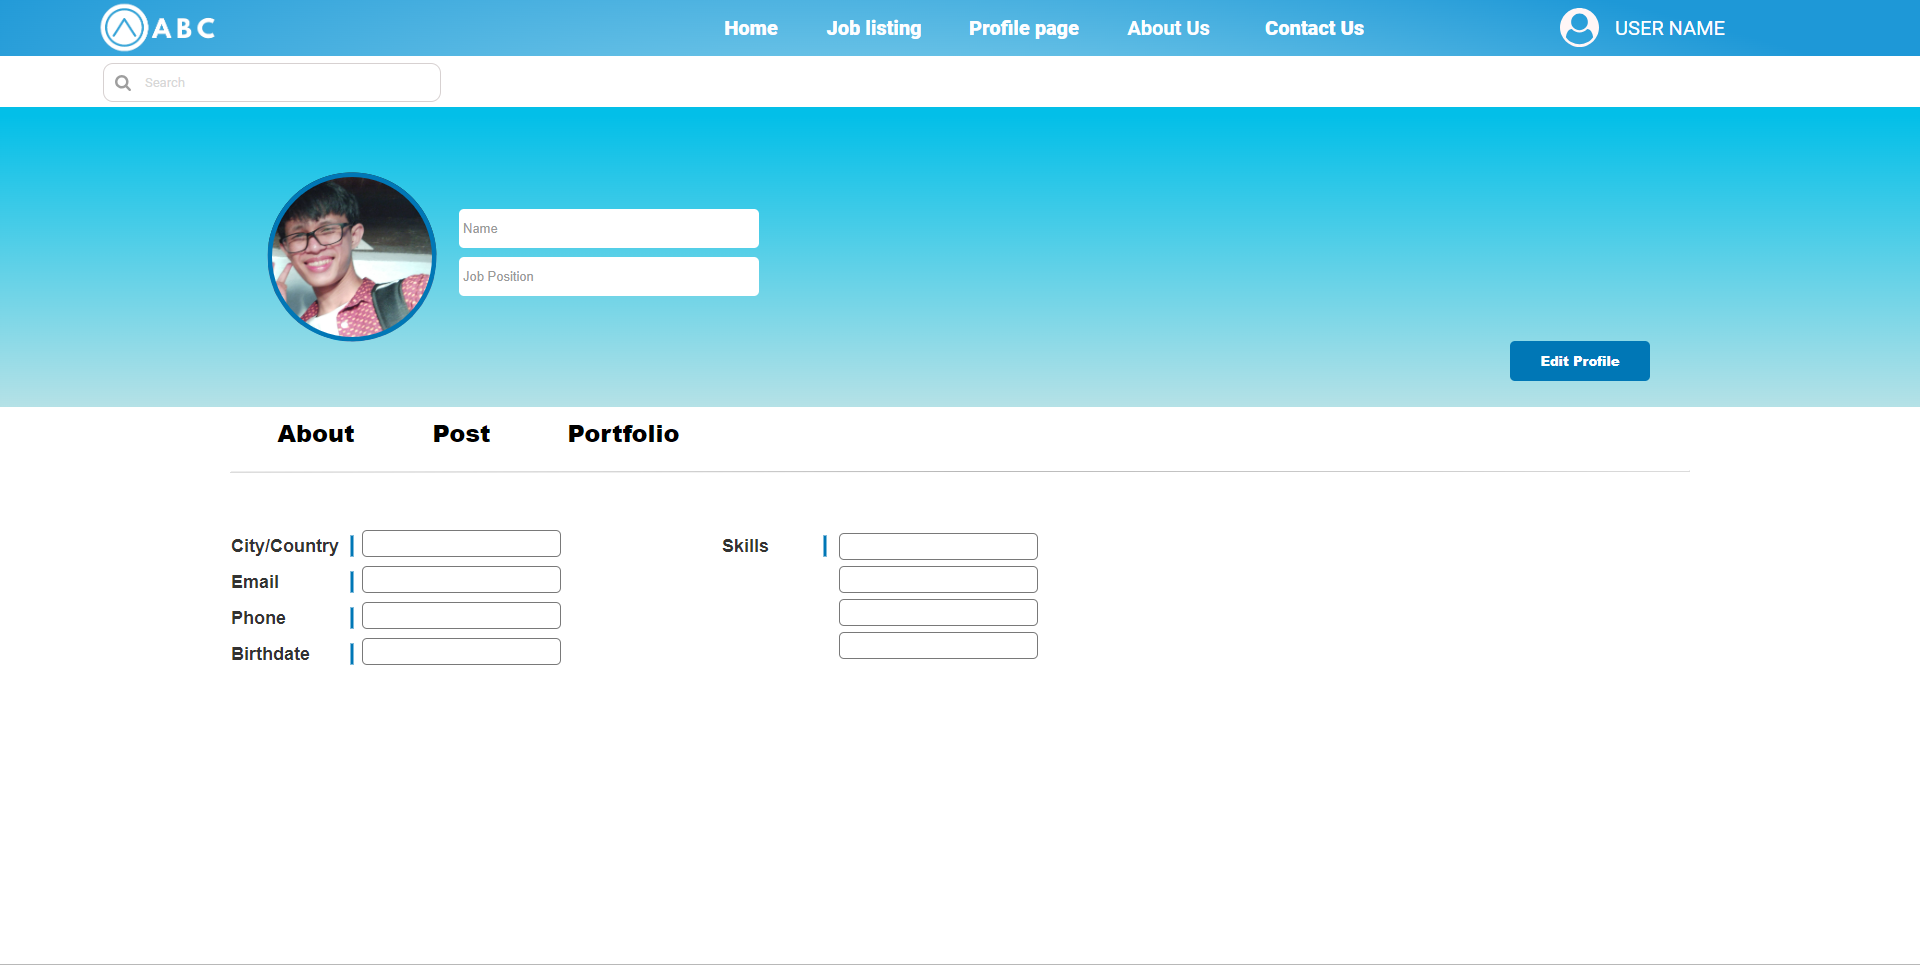 ABC
Home Job listing Profile page About Us Contact Us
USER NAME
Search
Name
Job Position
Edit Profile
About Post Portfolio
City/Country
Email
Phone
Birthdate
Skills